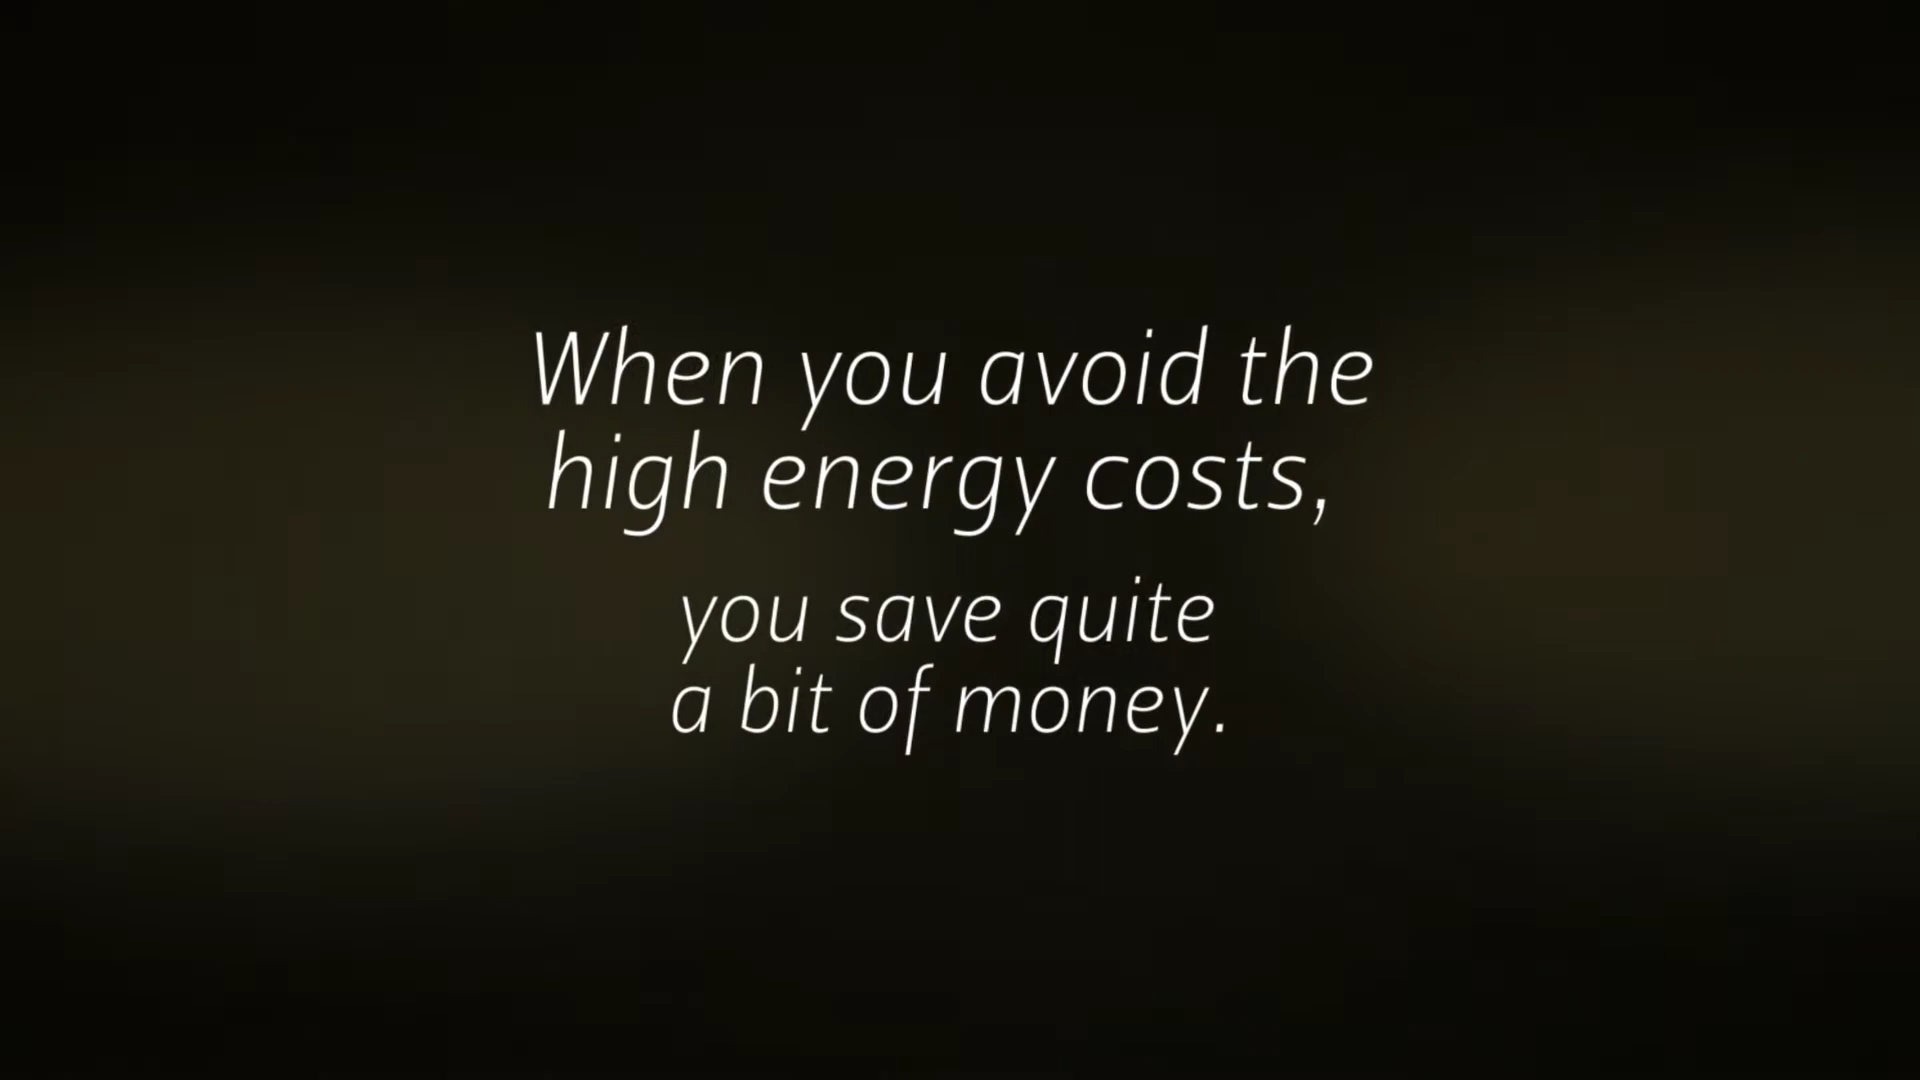 When you avoid the
high energy costs,
you save quite
a bit of money.